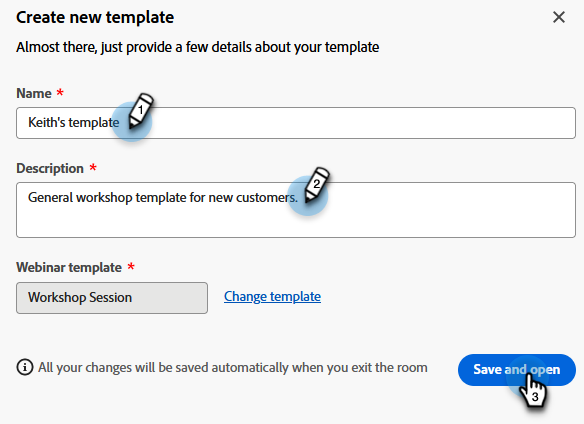 Create new template
Almost there, just provide a few details about your template
Name *
Keith's template
1
Description *
General workshop template for new customers.
2
Webinar template *
Workshop Session
Change template
All your changes will be saved automatically when you exit the room
Save and open
3